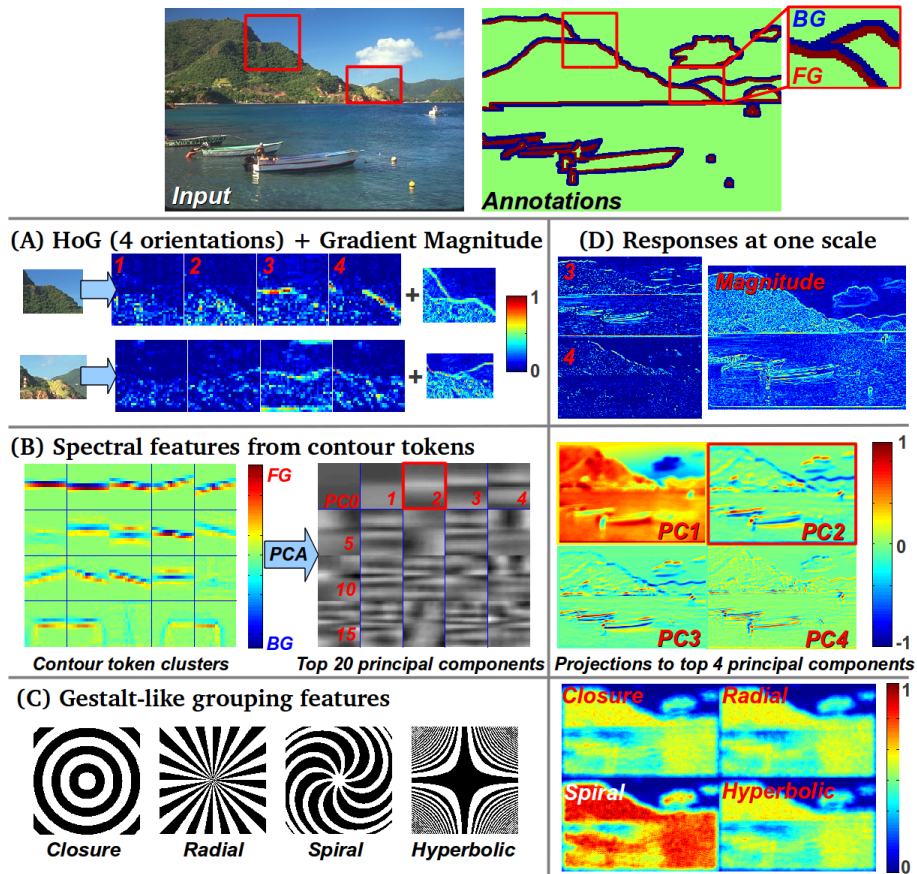 BG
FG
Input
Annotations
(A) HoG (4 orientations) + Gradient Magnitude
1 2 3 4
+
1
0
+
(D) Responses at one scale
3
Magnitude
4
(B) Spectral features from contour tokens
FG
BG
PCA
PC0 1 2 3 4
5
10
15
Contour token clusters
Top 20 principal components
PC1
PC2
PC3
PC4
1
0
-1
Projections to top 4 principal components
(C) Gestalt-like grouping features
Closure
Radial
Spiral
Hyperbolic
Closure
Radial
Spiral
Hyperbolic
1
0